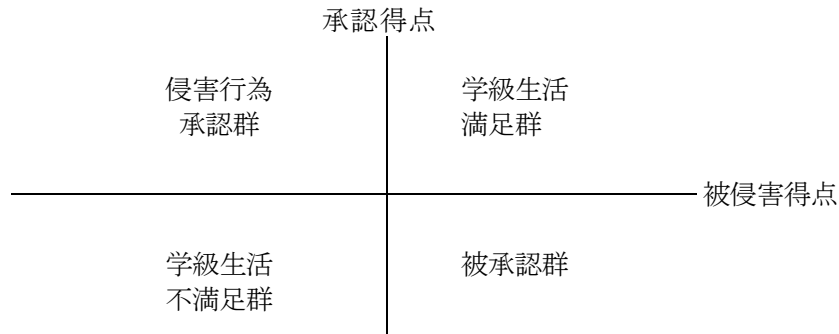 承認得点
侵害行為
承認群
学級生活
満足群
被侵害得点
学級生活
不満足群
被承認群